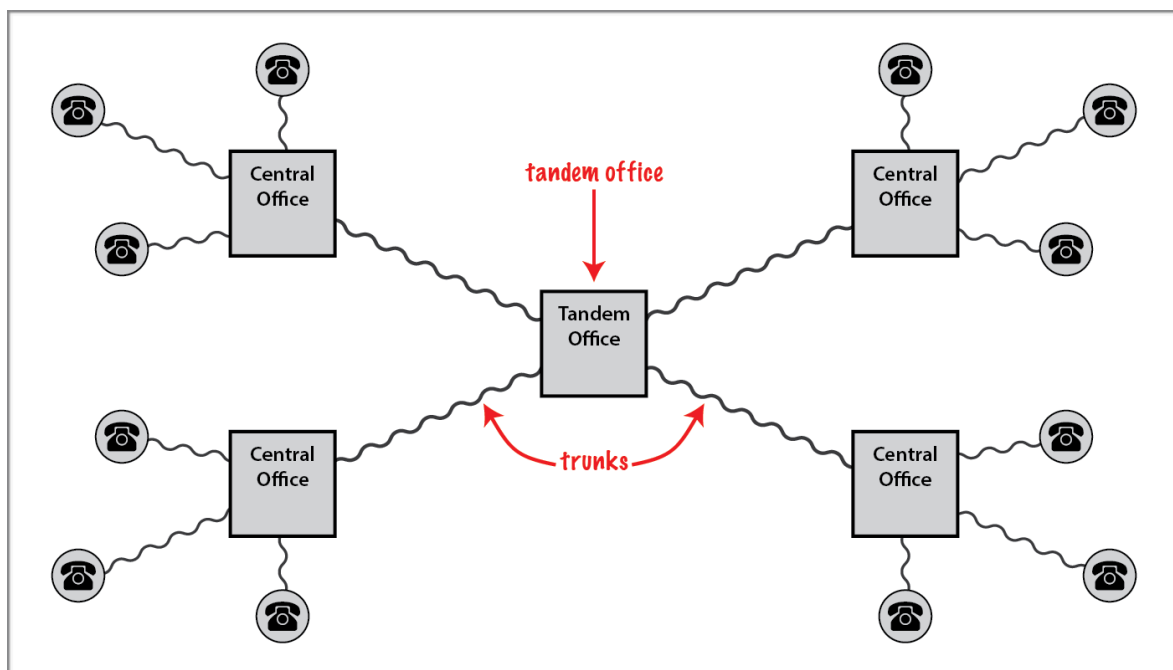 Central
Office
Central
Office
tandem office
Tandem
Office
Central
Office
Central
Office
trunks